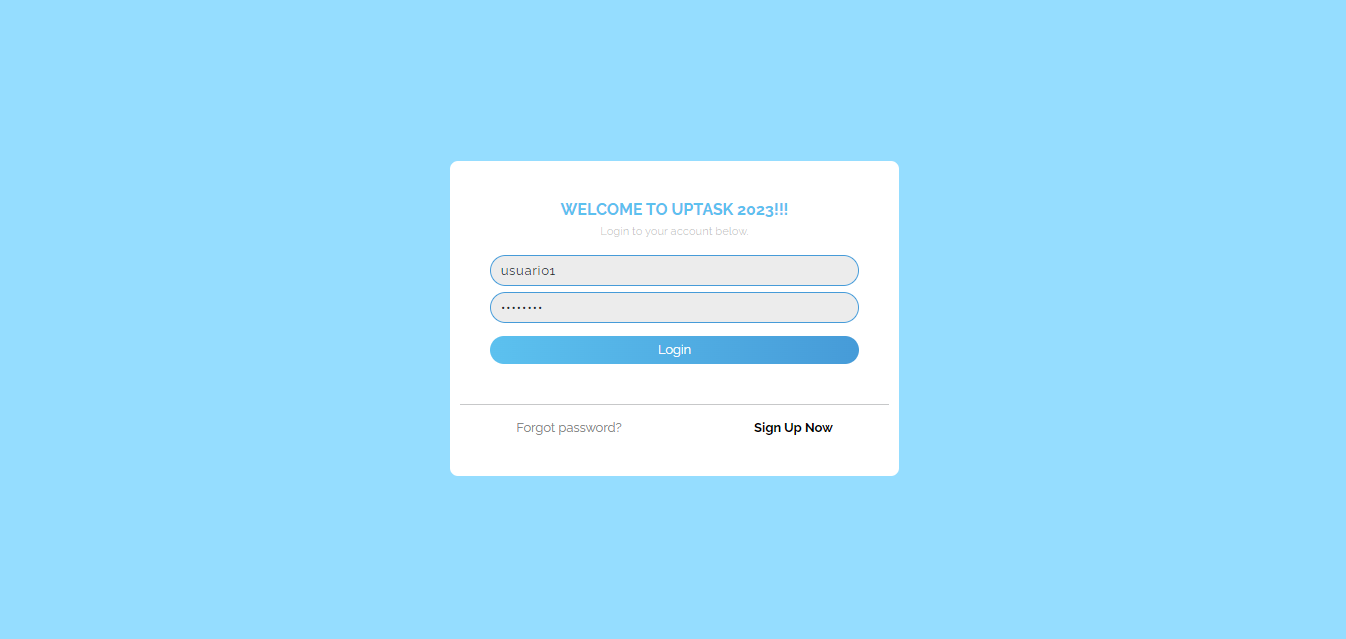 WELCOME TO UPTASK 2023!!!
Login to your account below.
usuario1
••••••••
Login
Forgot password? Sign Up Now